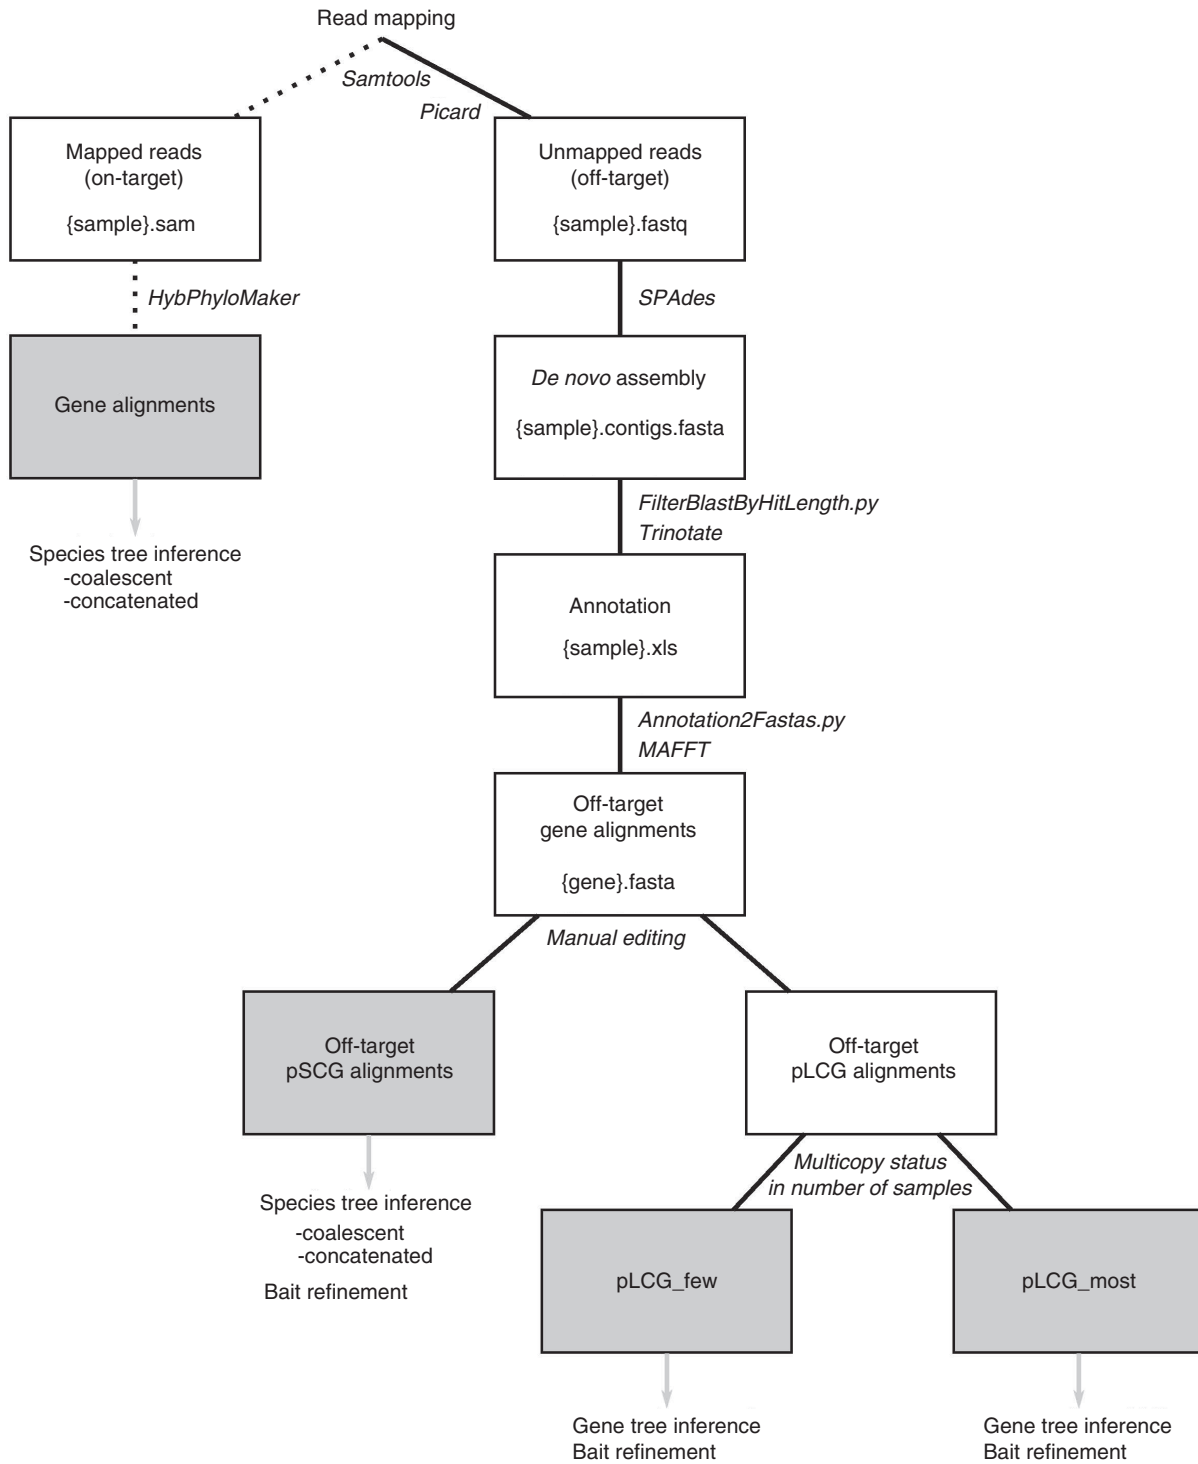 Read mapping
Samtools
Picard
Mapped reads
(on-target)
{sample}.sam
Unmapped reads
(off-target)
{sample}.fastq
HybPhyloMaker
SPAdes
Gene alignments
De novo assembly
{sample}.contigs.fasta
Species tree inference
-coalescent
-concatenated
FilterBlastByHitLength.py
Trinotate
Annotation
{sample}.xls
Annotation2Fastas.py
MAFFT
Off-target
gene alignments
{gene}.fasta
Manual editing
Off-target
pSCG alignments
Off-target
pLCG alignments
Species tree inference
-coalescent
-concatenated
Bait refinement
Multicopy status
in number of samples
pLCG_few
pLCG_most
Gene tree inference
Bait refinement
Gene tree inference
Bait refinement